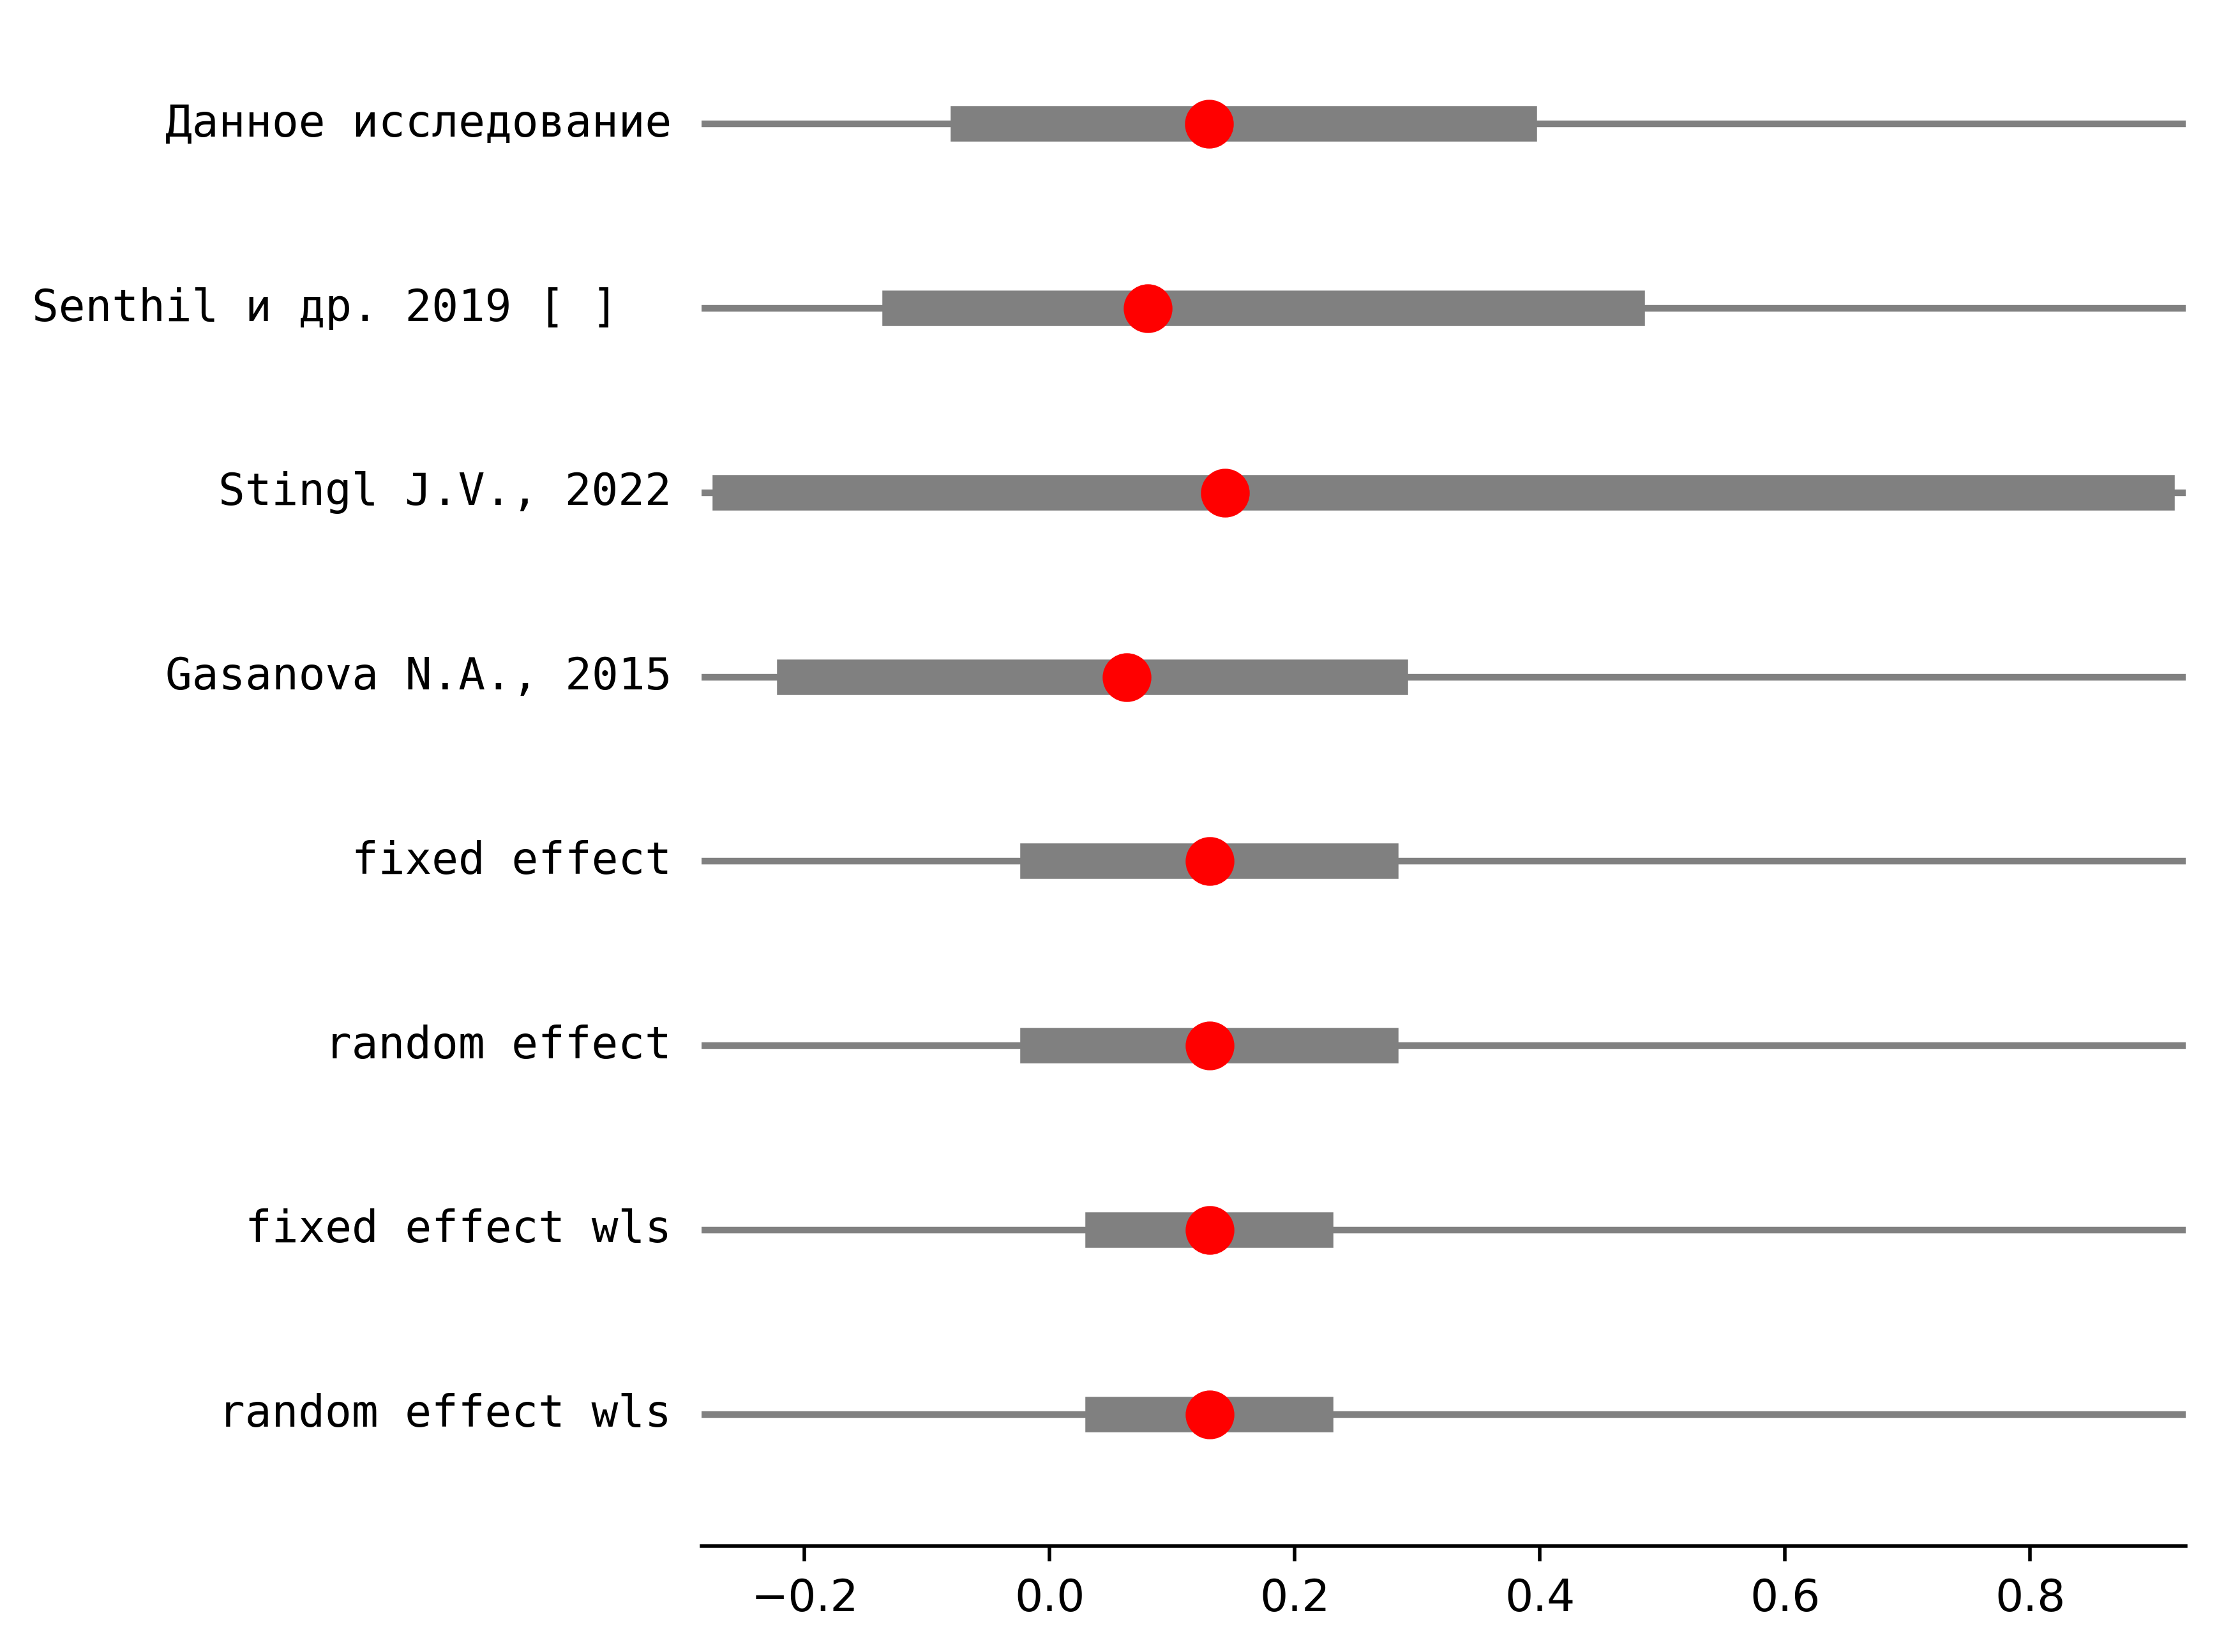 Данное исследование
Senthil и др. 2019 [ ]
Stingl J.V., 2022
Gasanova N.A., 2015
fixed effect
random effect
fixed effect wls
random effect wls
−0.2 0.0 0.2 0.4 0.6 0.8